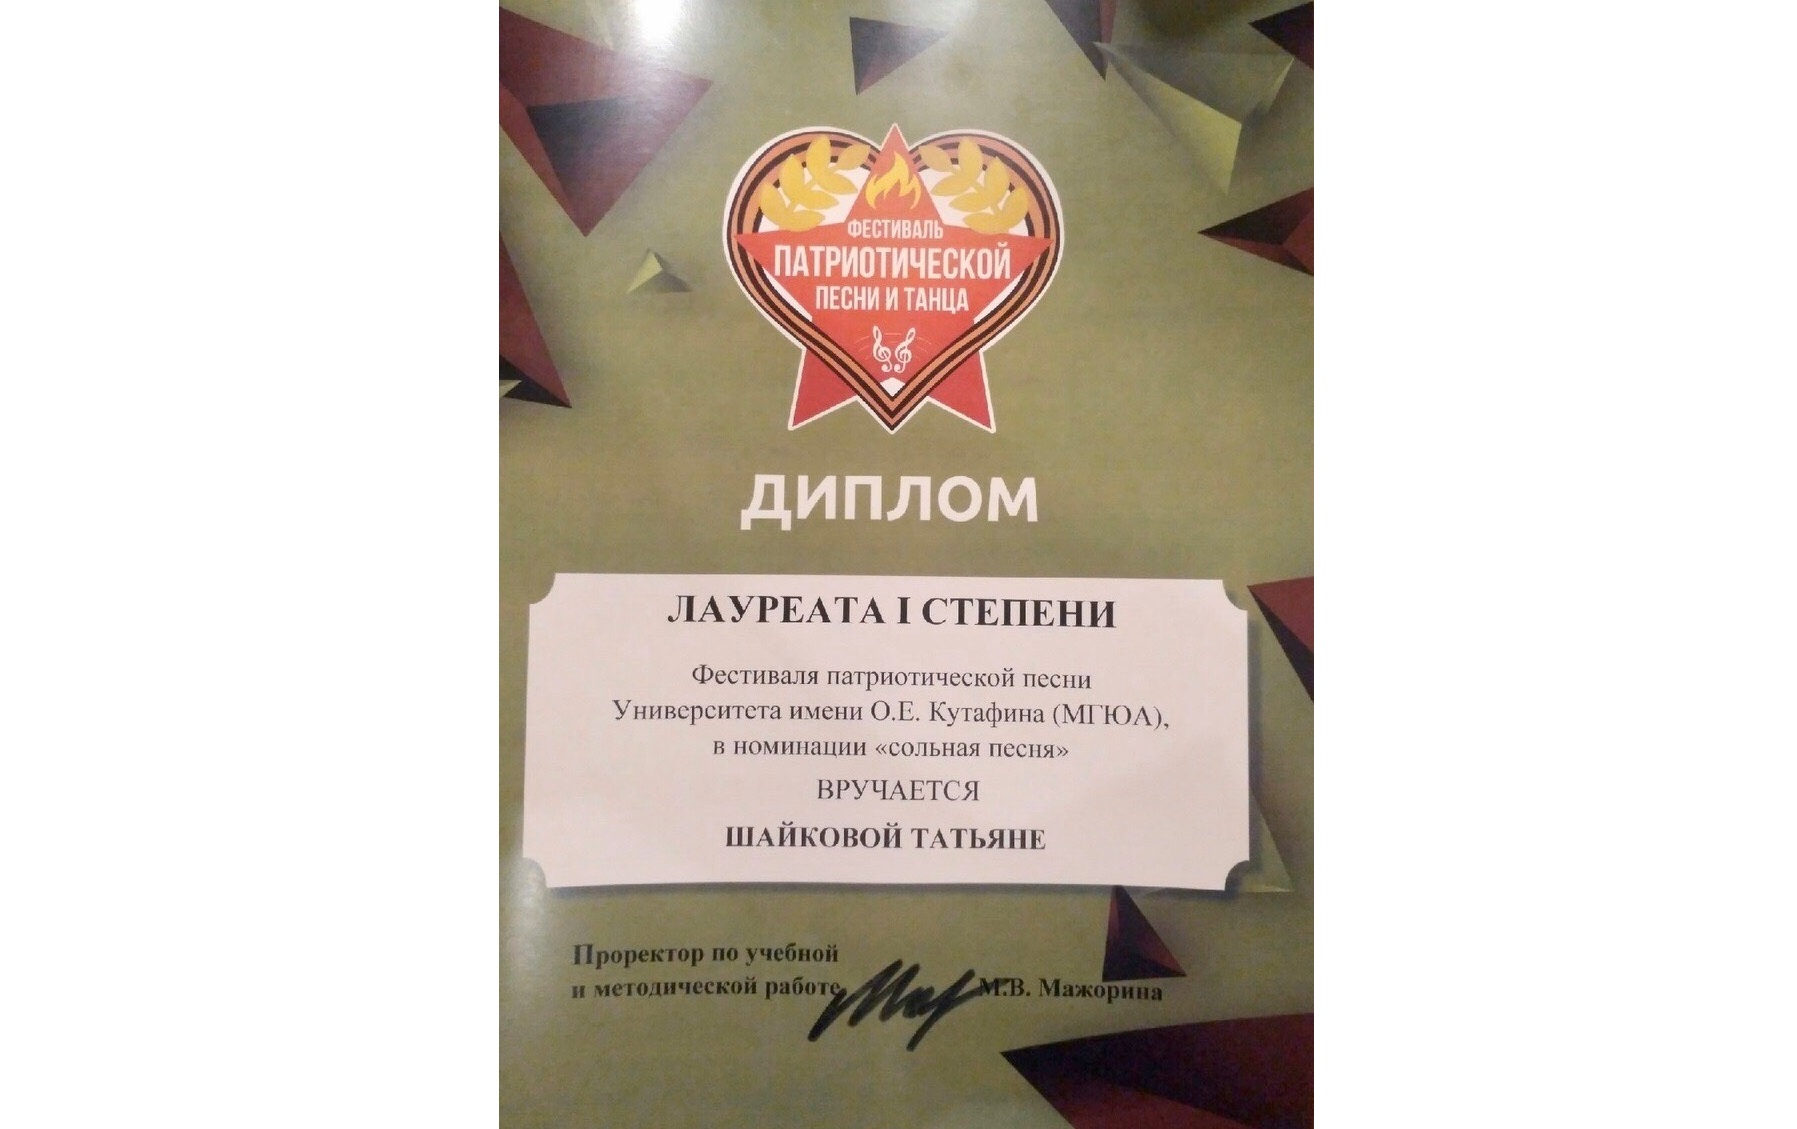 ФЕСТИВАЛЬ
ПАТРИОТИЧЕСКОЙ
ПЕСНИ И ТАНЦА
ДИПЛОМ
ЛАУРЕАТА I СТЕПЕНИ
Фестиваля патриотической песни
Университета имени О.Е. Кутафина (МГЮА),
в номинации «сольная песня»
ВРУЧАЕТСЯ
ШАЙКОВОЙ ТАТЬЯНЕ
Проректор по учебной
и методической работе М.В. Мажорина